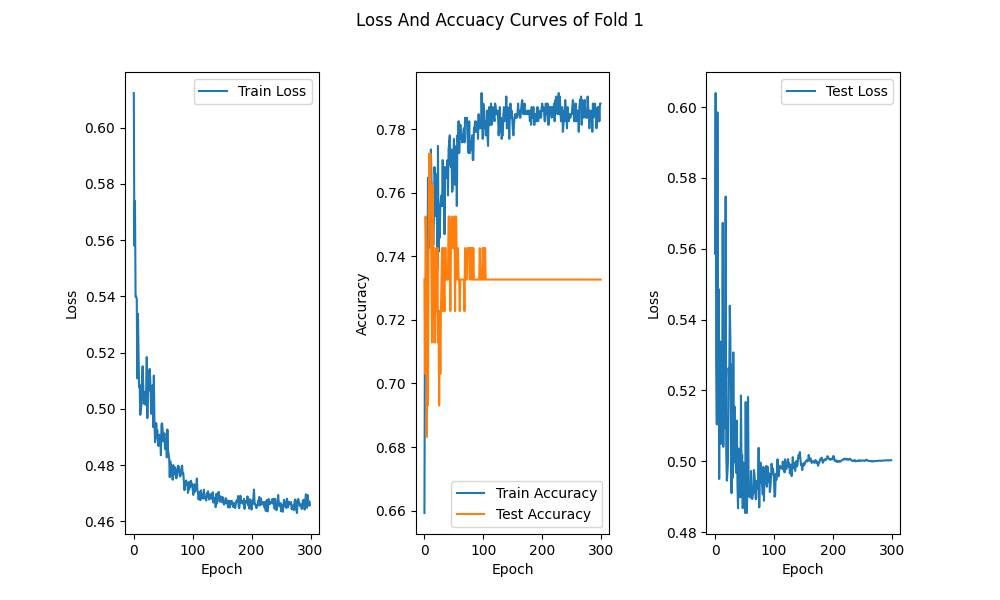 Loss And Accuacy Curves of Fold 1
Train Loss
0.60
0.58
0.56
0.54
0.52
0.50
0.48
0.46
Loss
0 100 200 300
Epoch
0.78
0.76
0.74
0.72
0.70
0.68
0.66
Accuracy
Train Accuracy
Test Accuracy
0 100 200 300
Epoch
Test Loss
0.60
0.58
0.56
0.54
0.52
0.50
0.48
Loss
0 100 200 300
Epoch